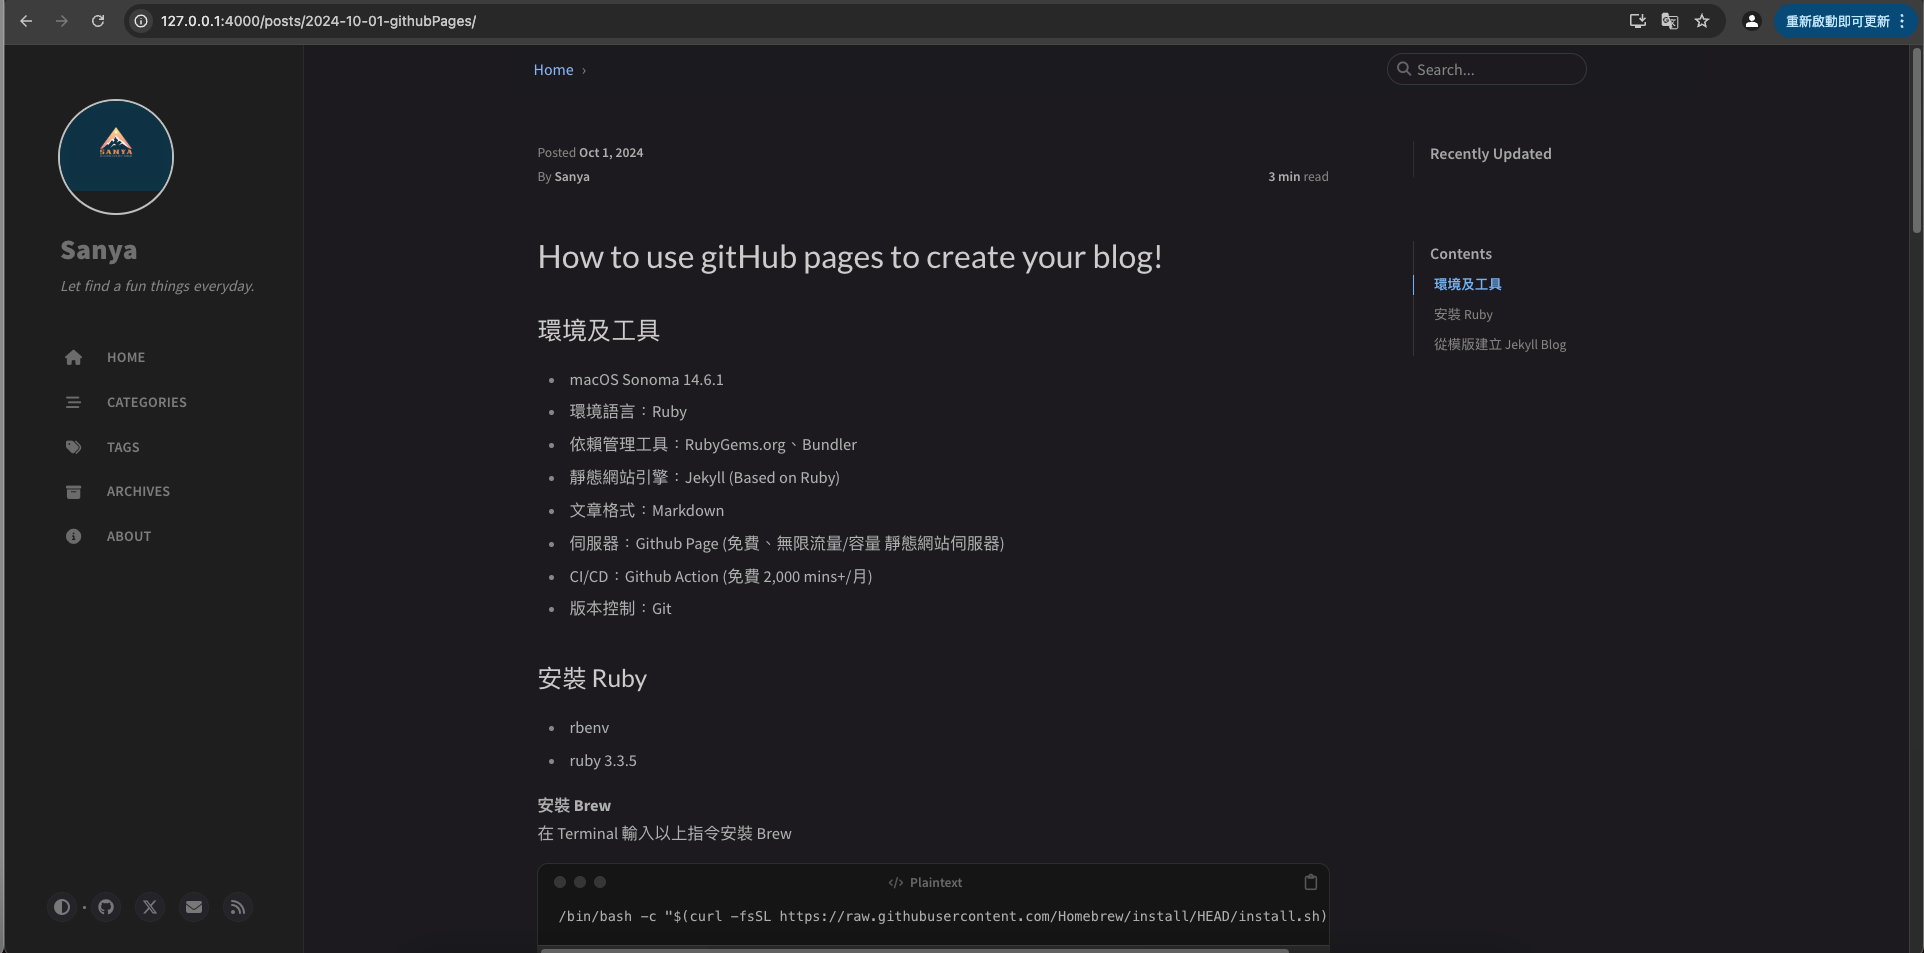 127.0.0.1:4000/posts/2024-10-01-githubPages/
重新啟動即可更新
SANYA
Sanya
Let find a fun things everyday.
HOME
CATEGORIES
TAGS
ARCHIVES
ABOUT
Home ›
Search...
Posted Oct 1, 2024
By Sanya
3 min read
How to use gitHub pages to create your blog!
環境及工具
• macOS Sonoma 14.6.1
• 環境語言：Ruby
• 依賴管理工具：RubyGems.org、Bundler
• 靜態網站引擎：Jekyll (Based on Ruby)
• 文章格式：Markdown
• 伺服器：Github Page (免費、無限流量/容量 靜態網站伺服器)
• CI/CD：Github Action (免費 2,000 mins+/月)
• 版本控制：Git
安裝 Ruby
• rbenv
• ruby 3.3.5
安裝 Brew
在 Terminal 輸入以上指令安裝 Brew
</> Plaintext
/bin/bash -c "$(curl -fsSL https://raw.githubusercontent.com/Homebrew/install/HEAD/install.sh)
Recently Updated
Contents
環境及工具
安裝 Ruby
從模版建立 Jekyll Blog